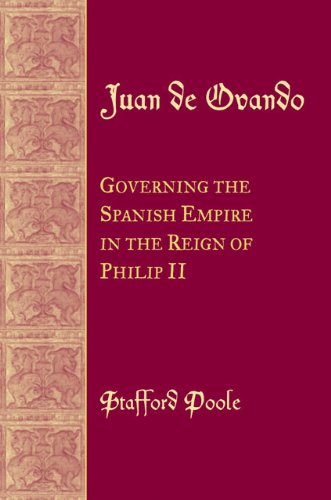 Juan de Ovando
Governing the
Spanish Empire
in the Reign of
Philip II
Stafford Poole